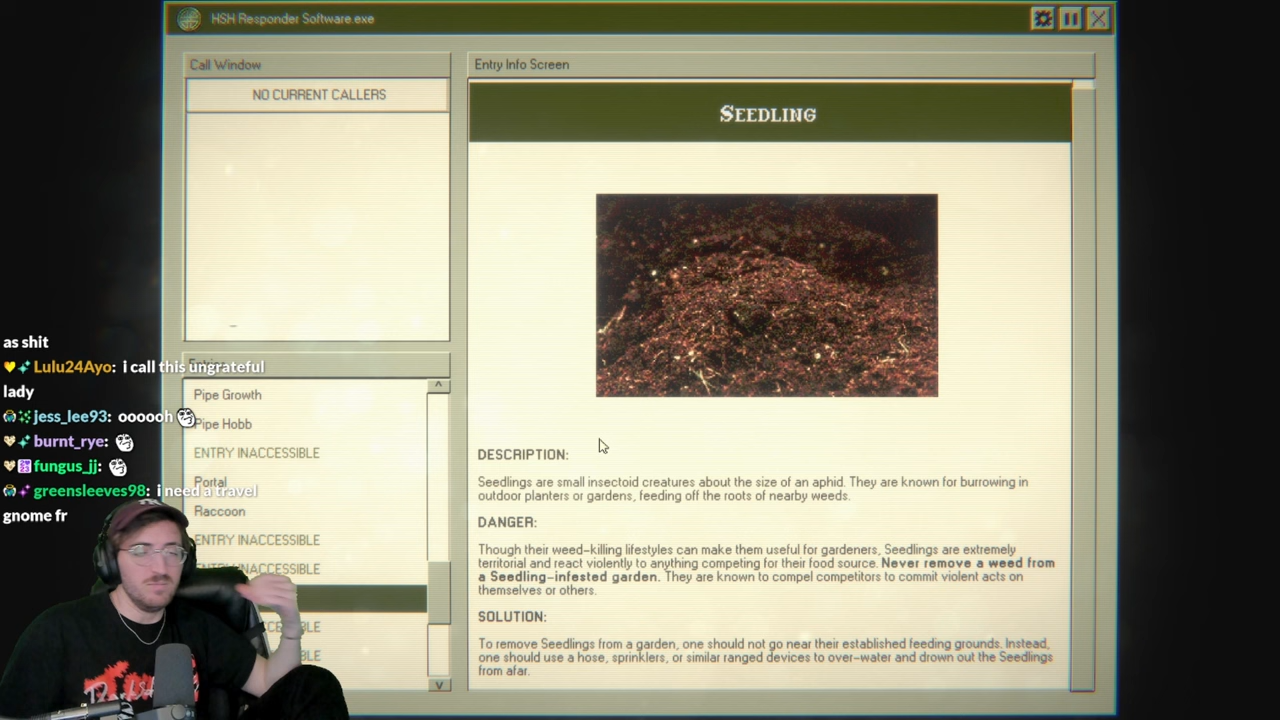 HSH Responder Software.exe
Call Window
NO CURRENT CALLERS
Entry Info Screen
SEEDLING
DESCRIPTION:
Seedlings are small insectoid creatures about the size of an aphid. They are known for burrowing in
outdoor planters or gardens, feeding off the roots of nearby weeds.
DANGER:
Though their weed-killing lifestyles can make them useful for gardeners, Seedlings are extremely
territorial and react violently to anything competing for their food source. Never remove a weed from
a Seedling-infested garden. They are known to compel competitors to commit violent acts on
themselves or others.
SOLUTION:
To remove Seedlings from a garden, one should not go near their established feeding grounds. Instead,
one should use a hose, sprinklers, or similar ranged devices to over-water and drown out the Seedlings
from afar.
Pipe Growth
Pipe Hobb
ENTRY INACCESSIBLE
Portal
Raccoon
ENTRY INACCESSIBLE
ENTRY INACCESSIBLE
as shit
Lulu24Ayo: i call this ungrateful
lady
jess_lee93: oooooh
burnt_rye:
fungus_jj:
greensleeves98: i need a travel
gnome fr